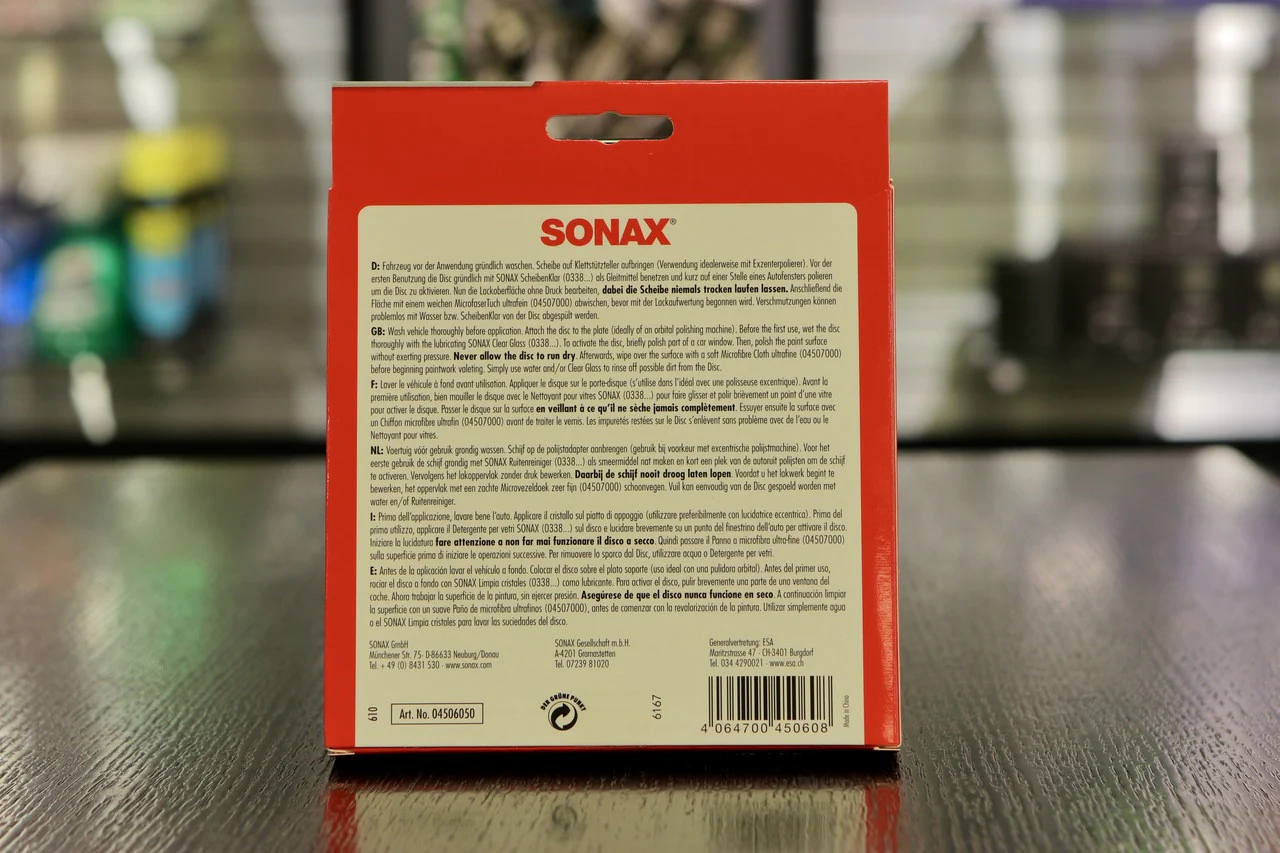 SONAX®
D: Fahrzeug vor der Anwendung gründlich waschen. Scheibe auf Klettstützteller aufbringen (Verwendung idealerweise mit Exzenterpolierer). Vor der
ersten Benutzung die Disc gründlich mit SONAX ScheibenKlar (0338...) als Gleitmittel benetzen und kurz auf einer Stelle eines Autofensters polieren
um die Disc zu aktivieren. Nun die Lackoberfläche ohne Druck bearbeiten, dabei die Scheibe niemals trocken laufen lassen. Anschließend die
Fläche mit einem weichen MicrofaserTuch ultrafein (04507000) abwischen, bevor mit der Lackaufwertung begonnen wird. Verschmutzungen können
problemlos mit Wasser bzw. ScheibenKlar von der Disc abgespült werden.
GB: Wash vehicle thoroughly before application. Attach the disc to the plate (ideally of an orbital polishing machine). Before the first use, wet the disc
thoroughly with the lubricating SONAX Clear Glass (0338...). To activate the disc, briefly polish part of a car window. Then, polish the paint surface
without exerting pressure. Never allow the disc to run dry. Afterwards, wipe over the surface with a soft Microfibre Cloth ultrafine (04507000)
before beginning paintwork valeting. Simply use water and/or Clear Glass to rinse off possible dirt from the Disc.
F: Laver le véhicule à fond avant utilisation. Appliquer le disque sur le porte-disque (s'utilise dans l'idéal avec une polisseuse excentrique). Avant la
première utilisation, bien mouiller le disque avec le Nettoyant pour vitres SONAX (0338...) pour faire glisser et polir brièvement un point d'une vitre
pour activer le disque. Passer le disque sur la surface en veillant à ce qu'il ne sèche jamais complètement. Essuyer ensuite la surface avec
un Chiffon microfibre ultrafin (04507000) avant de traiter le vernis. Les impuretés restées sur le Disc s'enlèvent sans problème avec de l'eau ou le
Nettoyant pour vitres.
NL: Voertuig vóór gebruik grondig wassen. Schijf op de polijstadapter aanbrengen (gebruik bij voorkeur met excentrische polijstmachine). Voor het
eerste gebruik de schijf grondig met SONAX Ruitenreiniger (0338...) als smeermiddel nat maken en kort een plek van de autoruit polijsten om de schijf
te activeren. Vervolgens het lakoppervlak zonder druk bewerken. Daarbij de schijf nooit droog laten lopen. Voordat u het lakwerk begint te
bewerken, het oppervlak met een zachte Microvezeldoek zeer fijn (04507000) schoonvegen. Vuil kan eenvoudig van de Disc gespoeld worden met
water en/of Ruitenreiniger.
I: Prima dell'applicazione, lavare bene l'auto. Applicare il cristallo sul piatto di appoggio (utilizzare preferibilmente con lucidatrice eccentrica). Prima del
primo utilizzo, applicare il Detergente per vetri SONAX (0338...) sul disco e lucidare brevemente su un punto del finestrino dell'auto per attivare il disco.
Iniziare la lucidatura fare attenzione a non far mai funzionare il disco a secco. Quindi passare il Panno a microfibra ultra-fine (04507000)
sulla superficie prima di iniziare le operazioni successive. Per rimuovere lo sporco dal Disc, utilizzare acqua o Detergente per vetri.
E: Antes de la aplicación lavar el vehículo a fondo. Colocar el disco sobre el plato soporte (uso ideal con una pulidora orbital). Antes del primer uso,
rociar el disco a fondo con SONAX Limpia cristales (0338...) como lubricante. Para activar el disco, pulir brevemente una parte de una ventana del
coche. Ahora trabajar la superficie de la pintura, sin ejercer presión. Asegúrese de que el disco nunca funcione en seco. A continuación limpiar
la superficie con un suave Paño de microfibra ultrafinos (04507000), antes de comenzar con la revalorización de la pintura. Utilizar simplemente agua
o el SONAX Limpia cristales para lavar las suciedades del disco.
SONAX GmbH
Münchener Str. 75 · D-86633 Neuburg/Donau
Tel. + 49 (0) 8431 530 · www.sonax.com
SONAX Gesellschaft m.b.H.
A-4201 Gramastetten
Tel. 07239 81020
Generalvertretung: ESA
Maritzstrasse 47 · CH-3401 Burgdorf
Tel. 034 4290021 · www.esa.ch
610
Art. No. 04506050
DER GRÜNE PUNKT
6167
4 064700 450608
Made in China